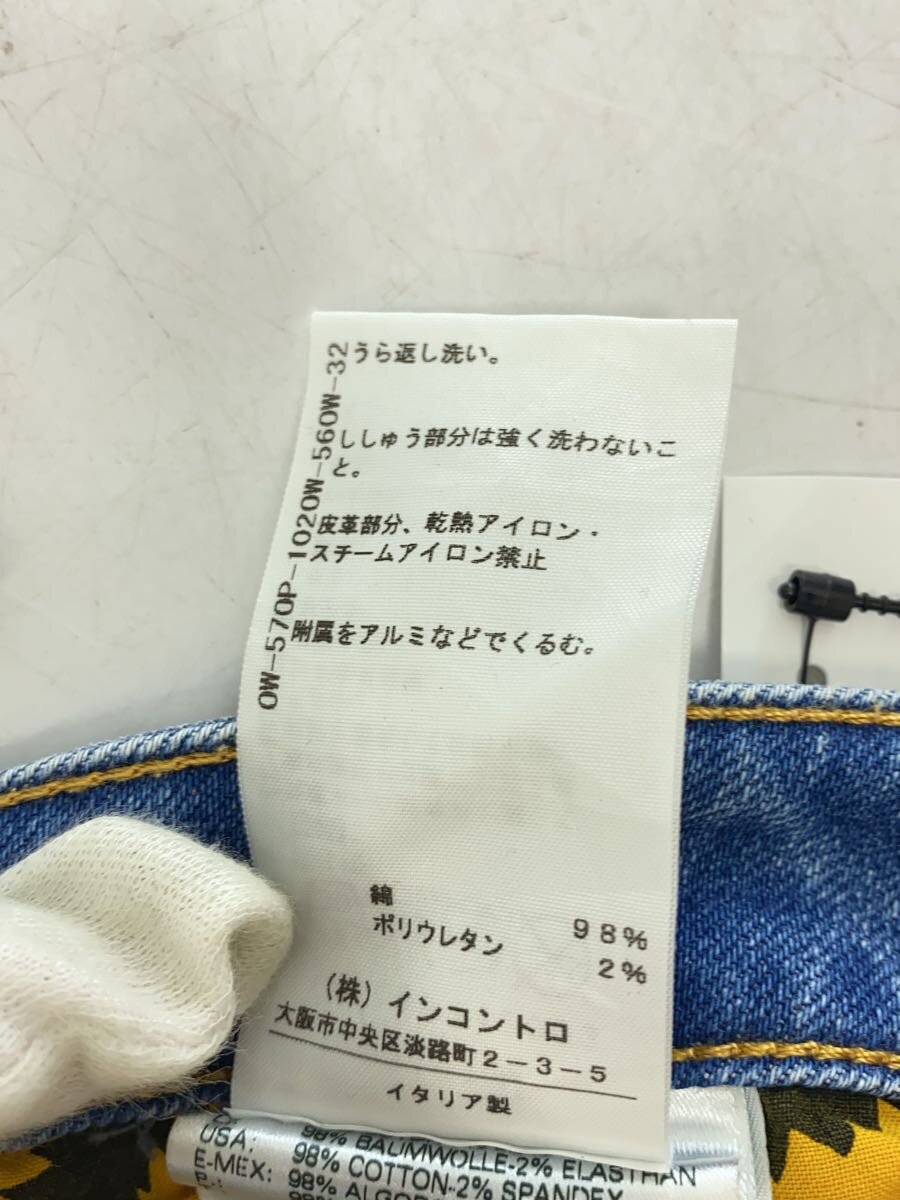 うら返し洗い。
ししゅう部分は強く洗わないこ
と。
皮革部分、乾熱アイロン・
スチームアイロン禁止
附属をアルミなどでくるむ。
OW-570P-1020W-560W-32
綿 98%
ポリウレタン 2%
(株)インコントロ
大阪市中央区淡路町2-3-5
イタリア製
98% BAUMWOLLE-2% ELASTHAN
USA: 98% COTTON-2% SPANDEX
E-MEX: 98%